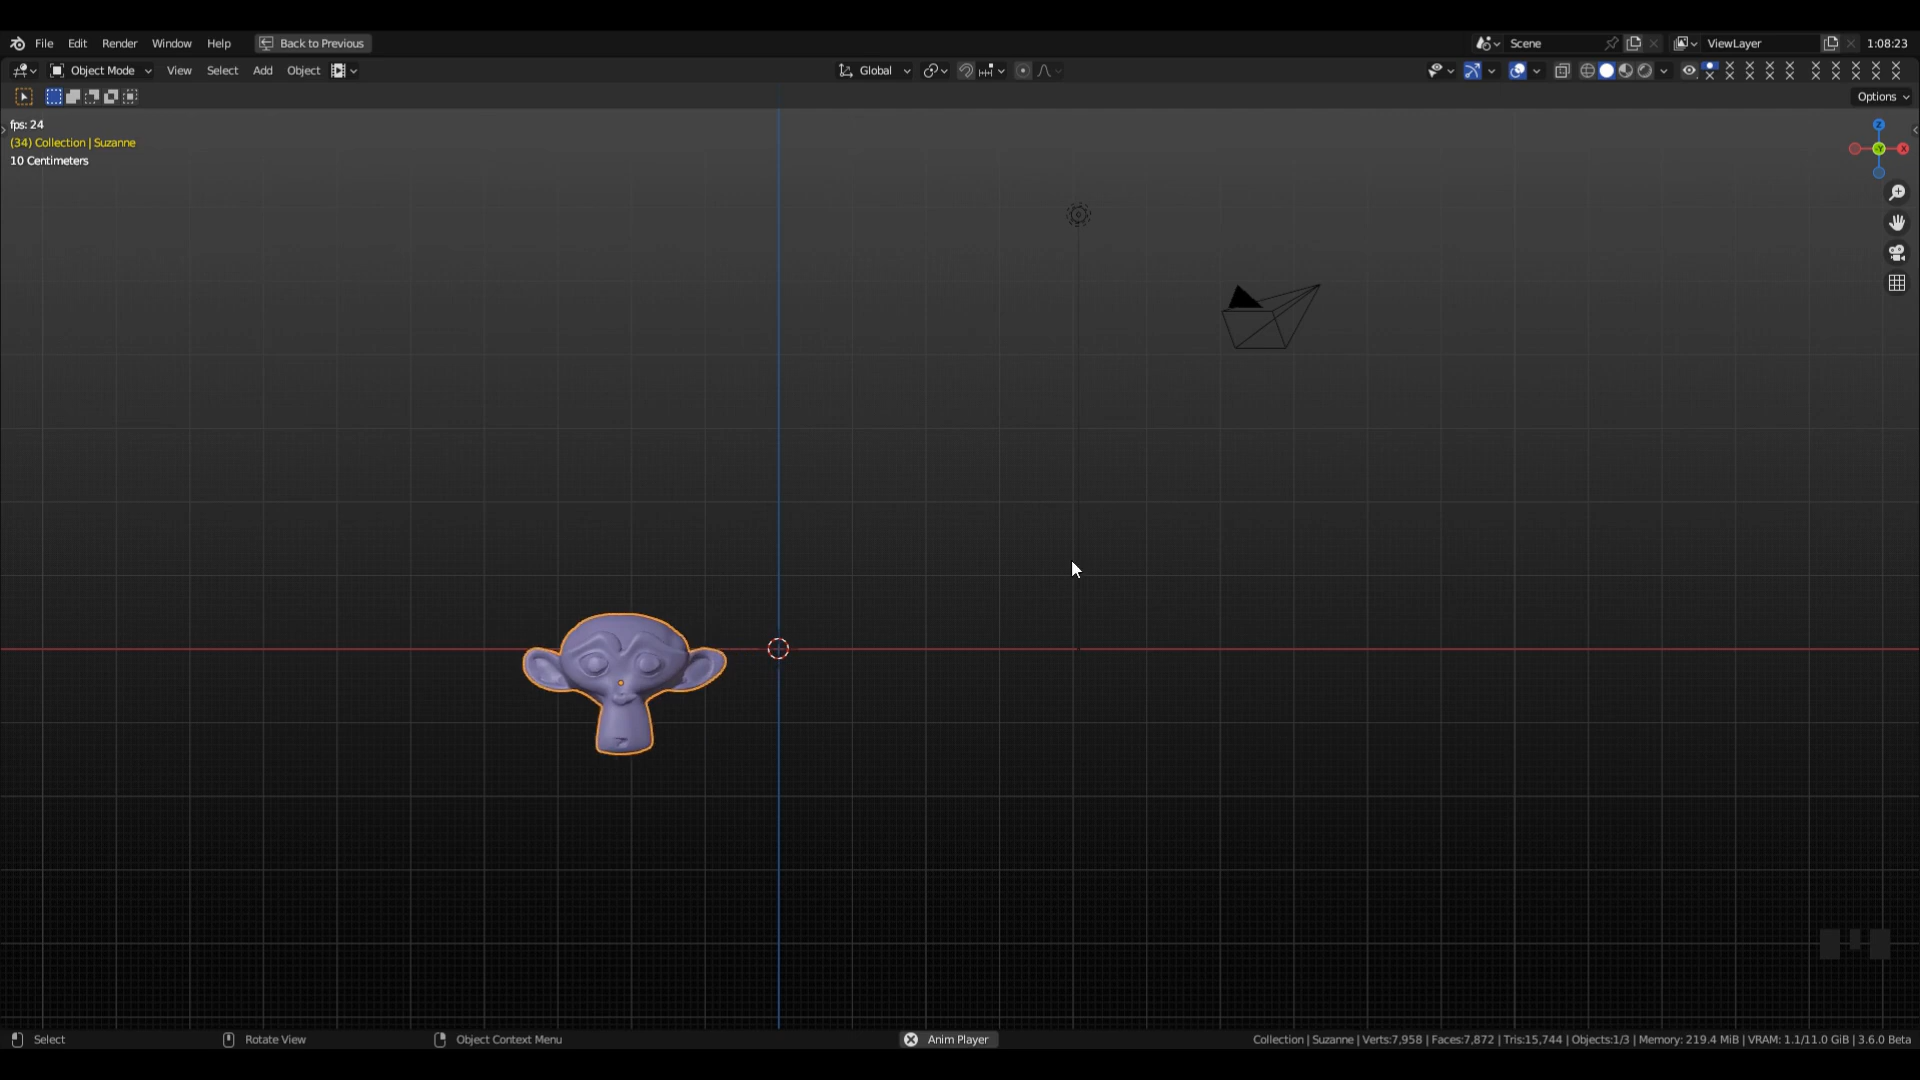 File Edit Render Window Help Back to Previous Scene ViewLayer 1:08:23
Object Mode View Select Add Object Global
Options
fps: 24
(34) Collection | Suzanne
10 Centimeters
Z
X
Y
Select Rotate View Object Context Menu Anim Player Collection | Suzanne | Verts:7,958 | Faces:7,872 | Tris:15,744 | Objects:1/3 | Memory: 219.4 MiB | VRAM: 1.1/11.0 GiB | 3.6.0 Beta